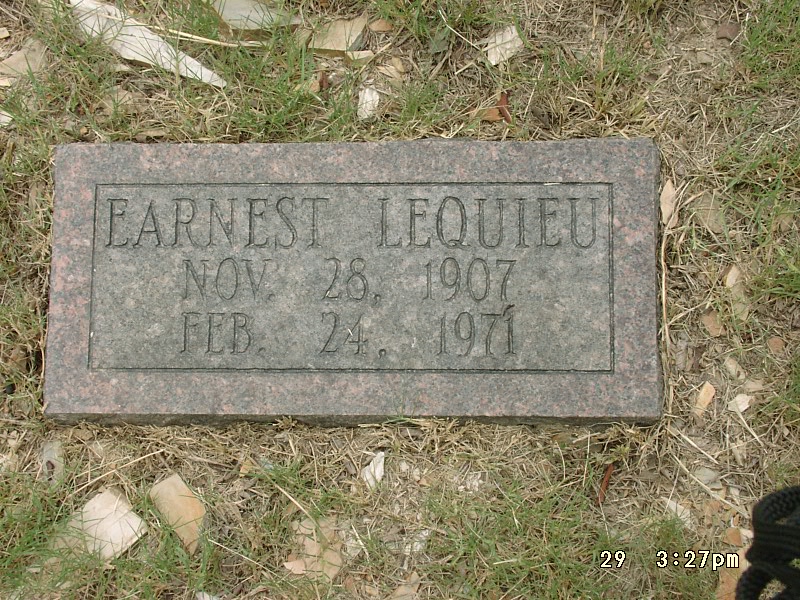 EARNEST LEQUIEU
NOV. 28, 1907
FEB. 24, 1971
29 3:27pm